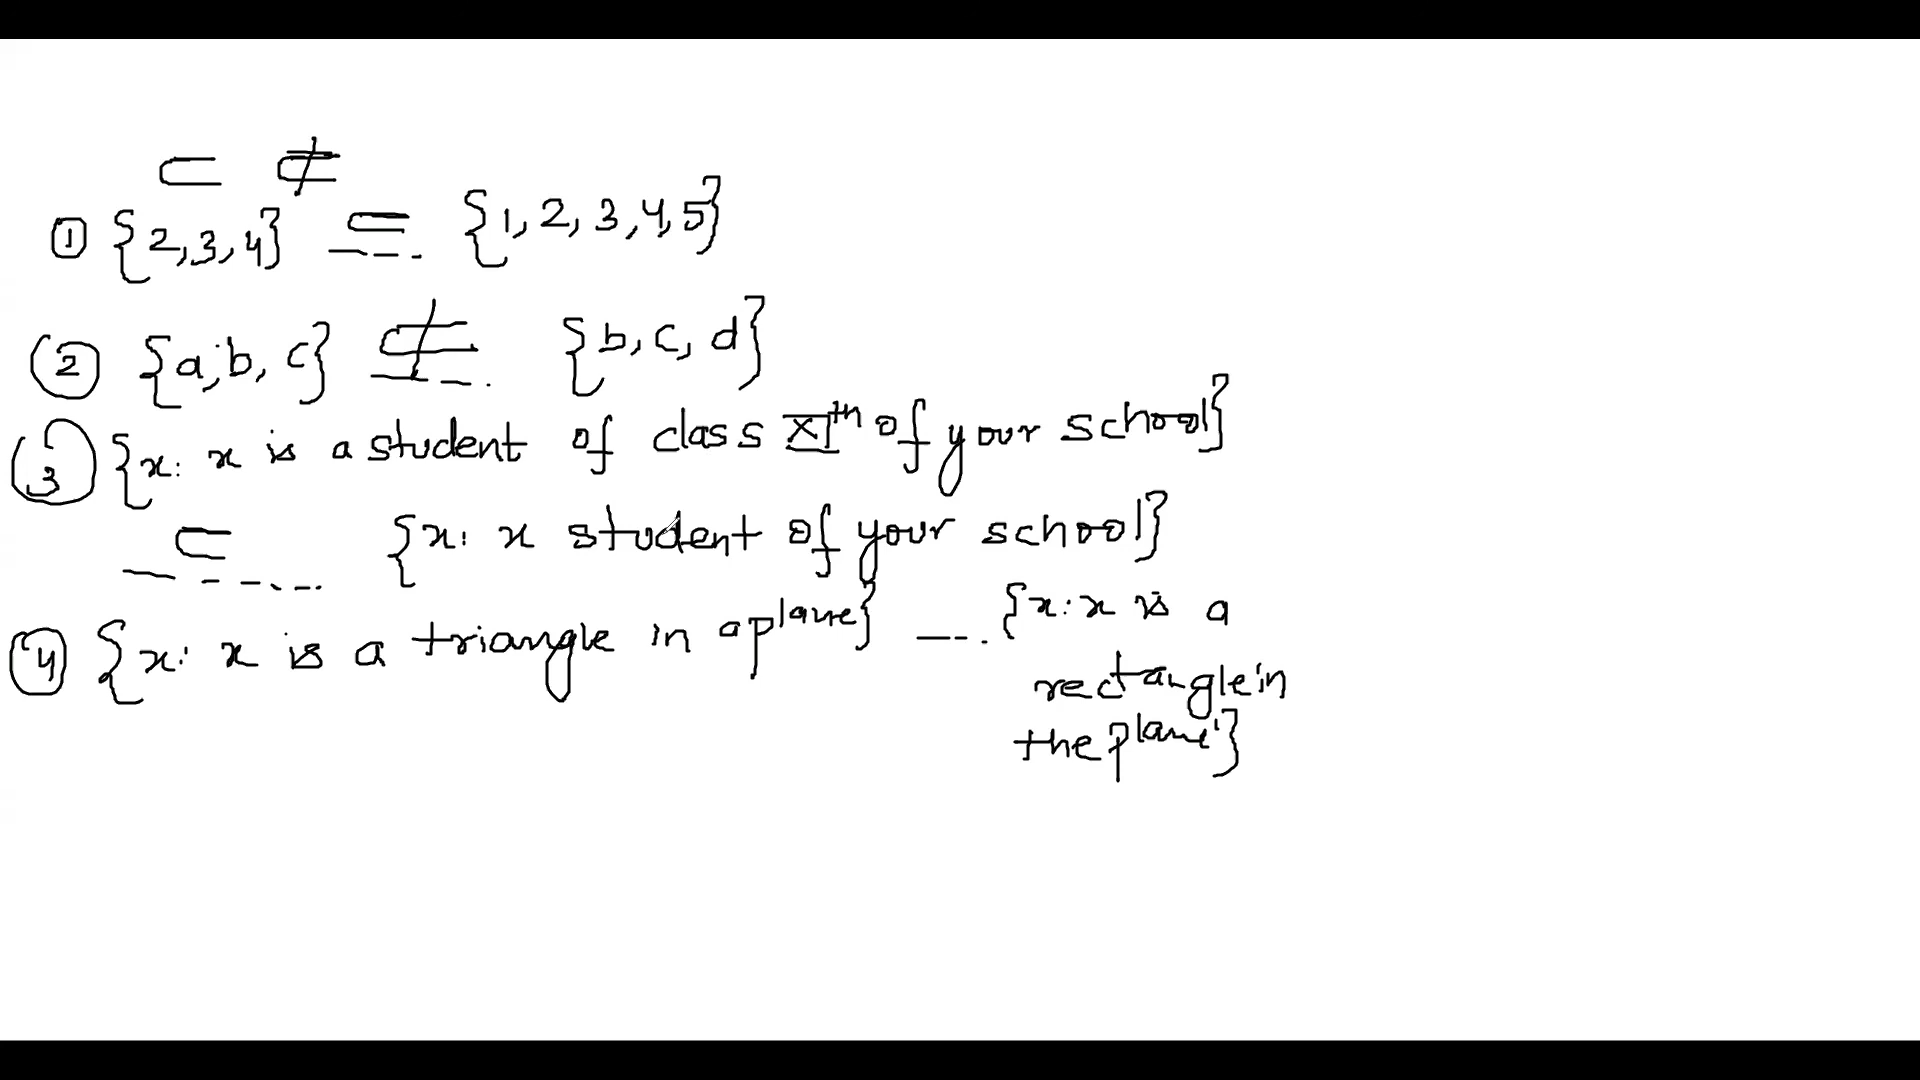 ⊂ ⊄
① {2,3,4} ⊂ {1,2,3,4,5}
② {a,b,c} ⊄ {b,c,d}
③ {x: x is a student of class XIth of your school}
⊂ {x: x student of your school}
④ {x: x is a triangle in a plane} ---. {x:x is a
rectangle in
the plane}